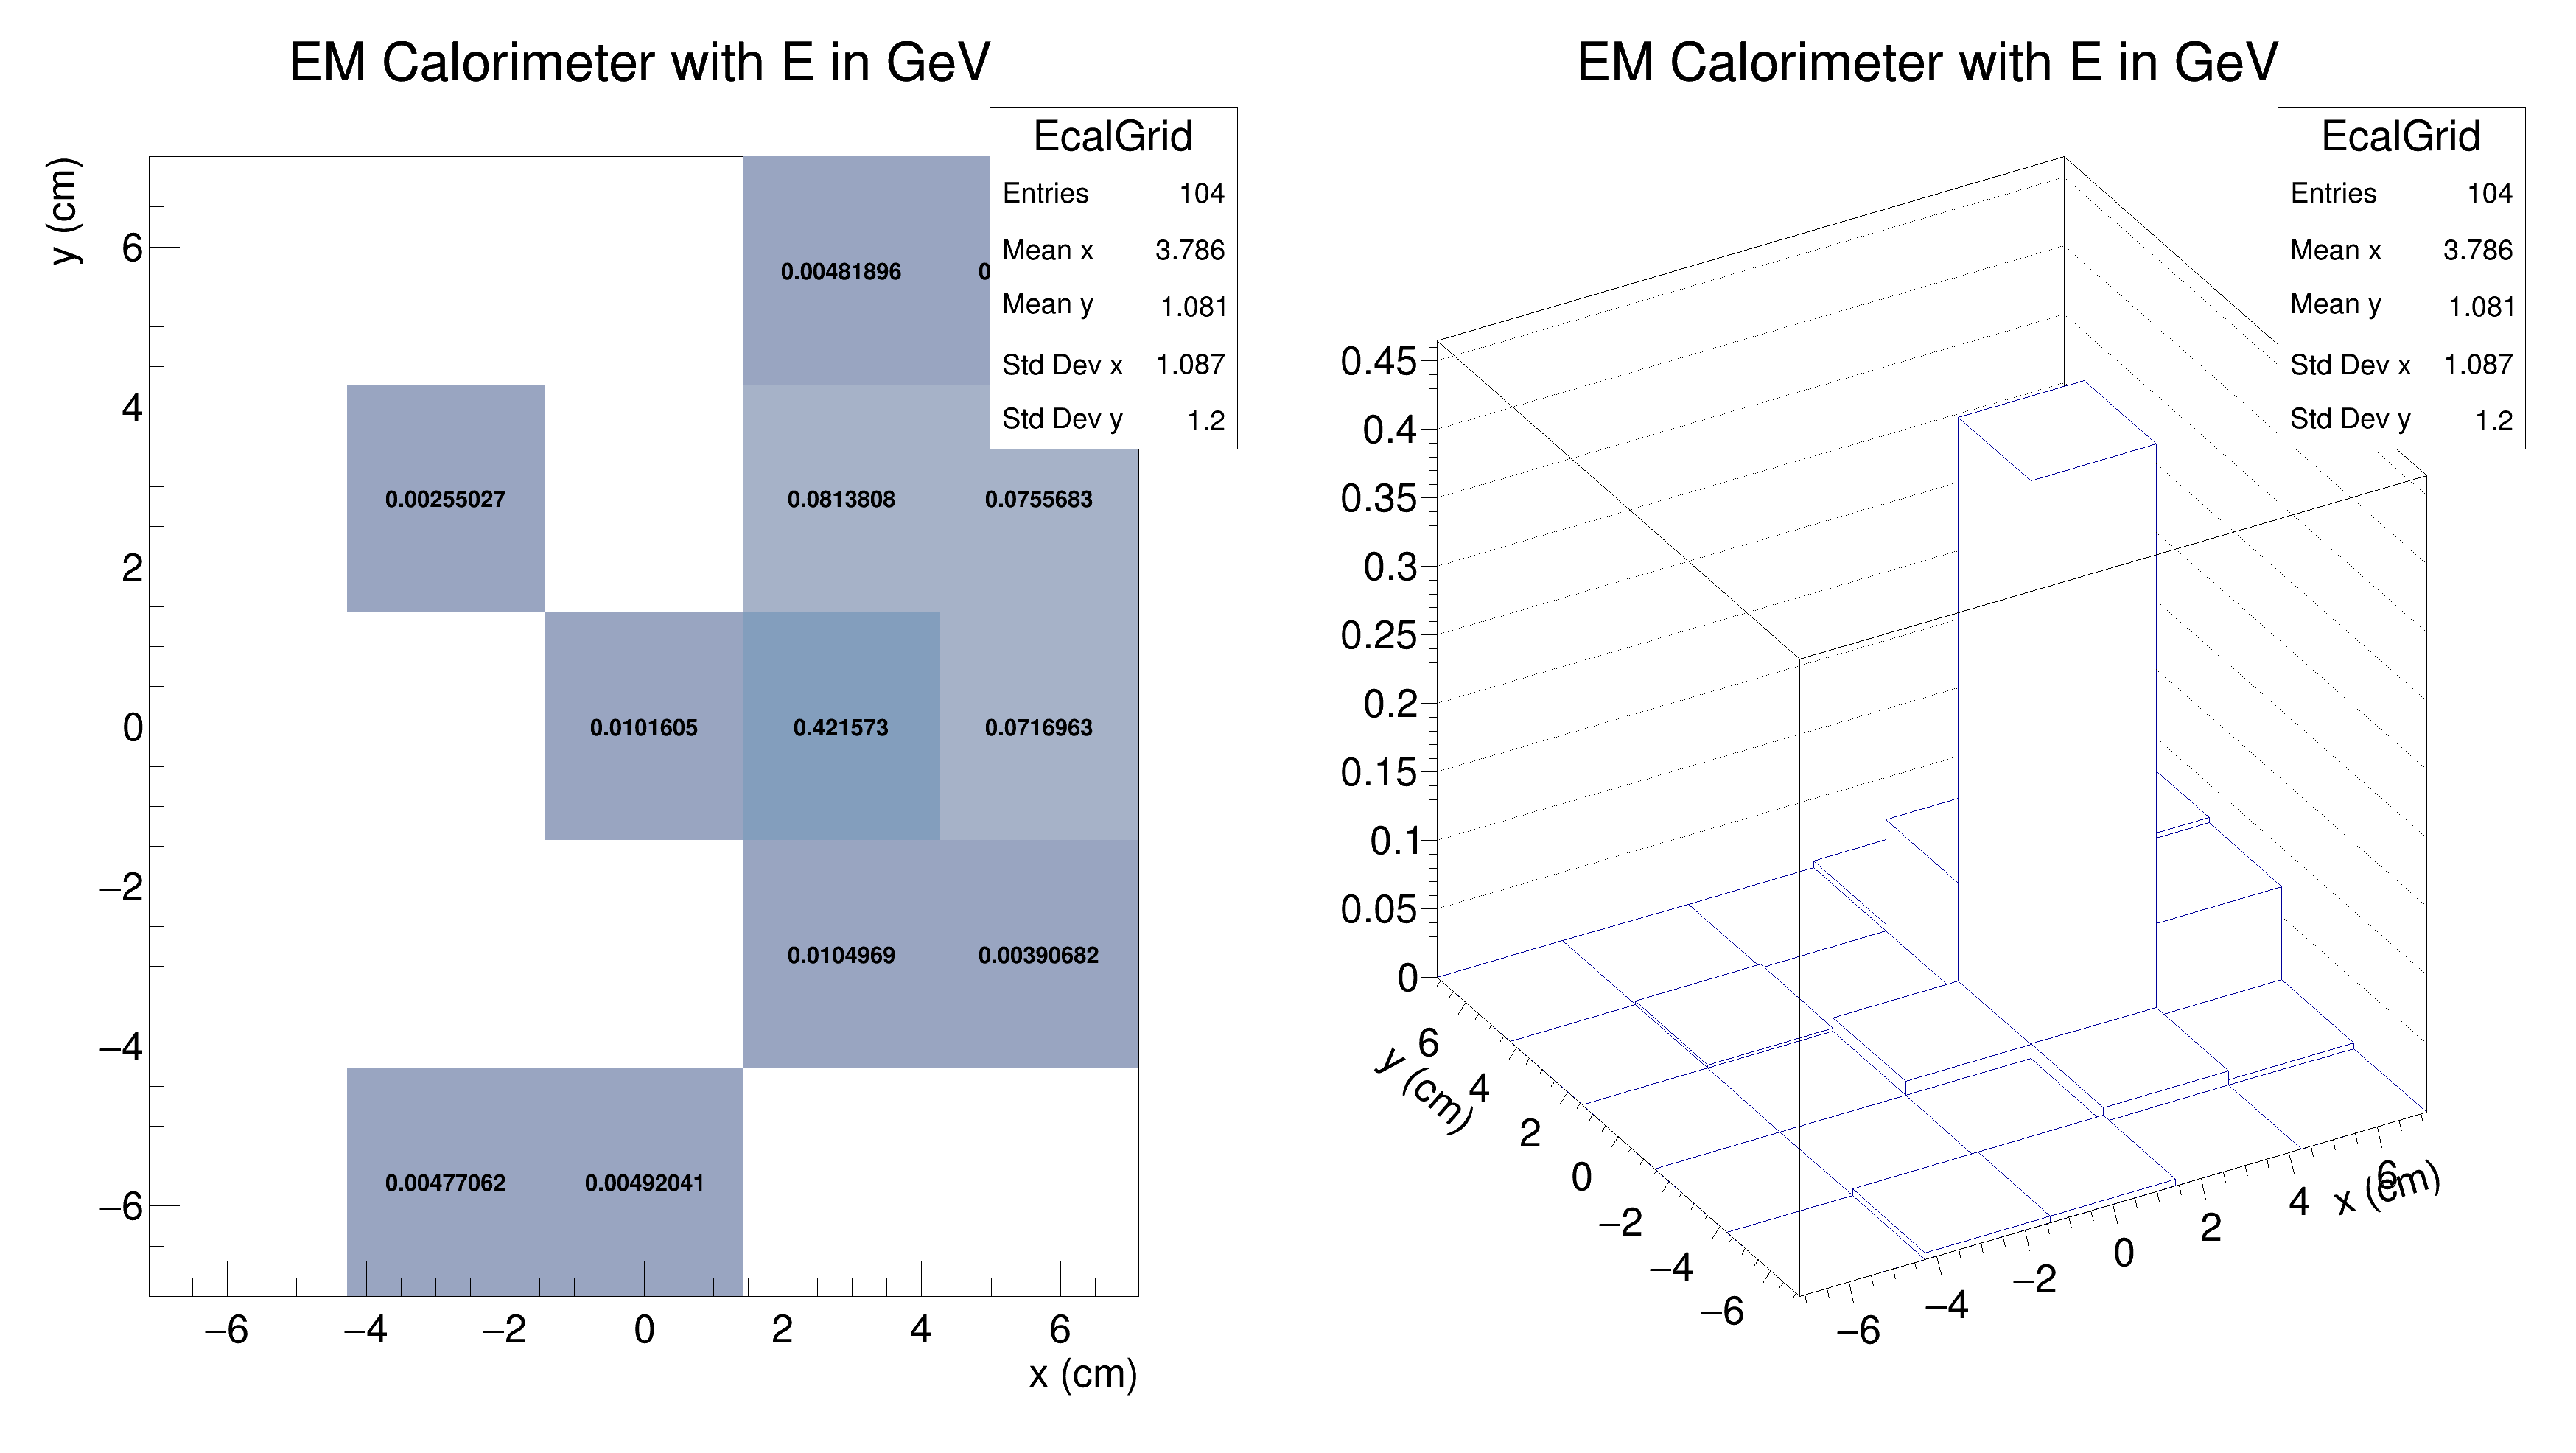 EM Calorimeter with E in GeV
EcalGrid
Entries 104
Mean x 3.786
Mean y 1.081
Std Dev x 1.087
Std Dev y 1.2
y (cm)
6
4
2
0
−2
−4
−6
0.00481896
0.00255027 0.0813808 0.0755683
0.0101605 0.421573 0.0716963
0.0104969 0.00390682
0.00477062 0.00492041
−6 −4 −2 0 2 4 6
x (cm)
EM Calorimeter with E in GeV
EcalGrid
Entries 104
Mean x 3.786
Mean y 1.081
Std Dev x 1.087
Std Dev y 1.2
0.45
0.4
0.35
0.3
0.25
0.2
0.15
0.1
0.05
0
y (cm)
6
4
2
0
−2
−4
−6
−6 −4 −2 0 2 4 6
x (cm)